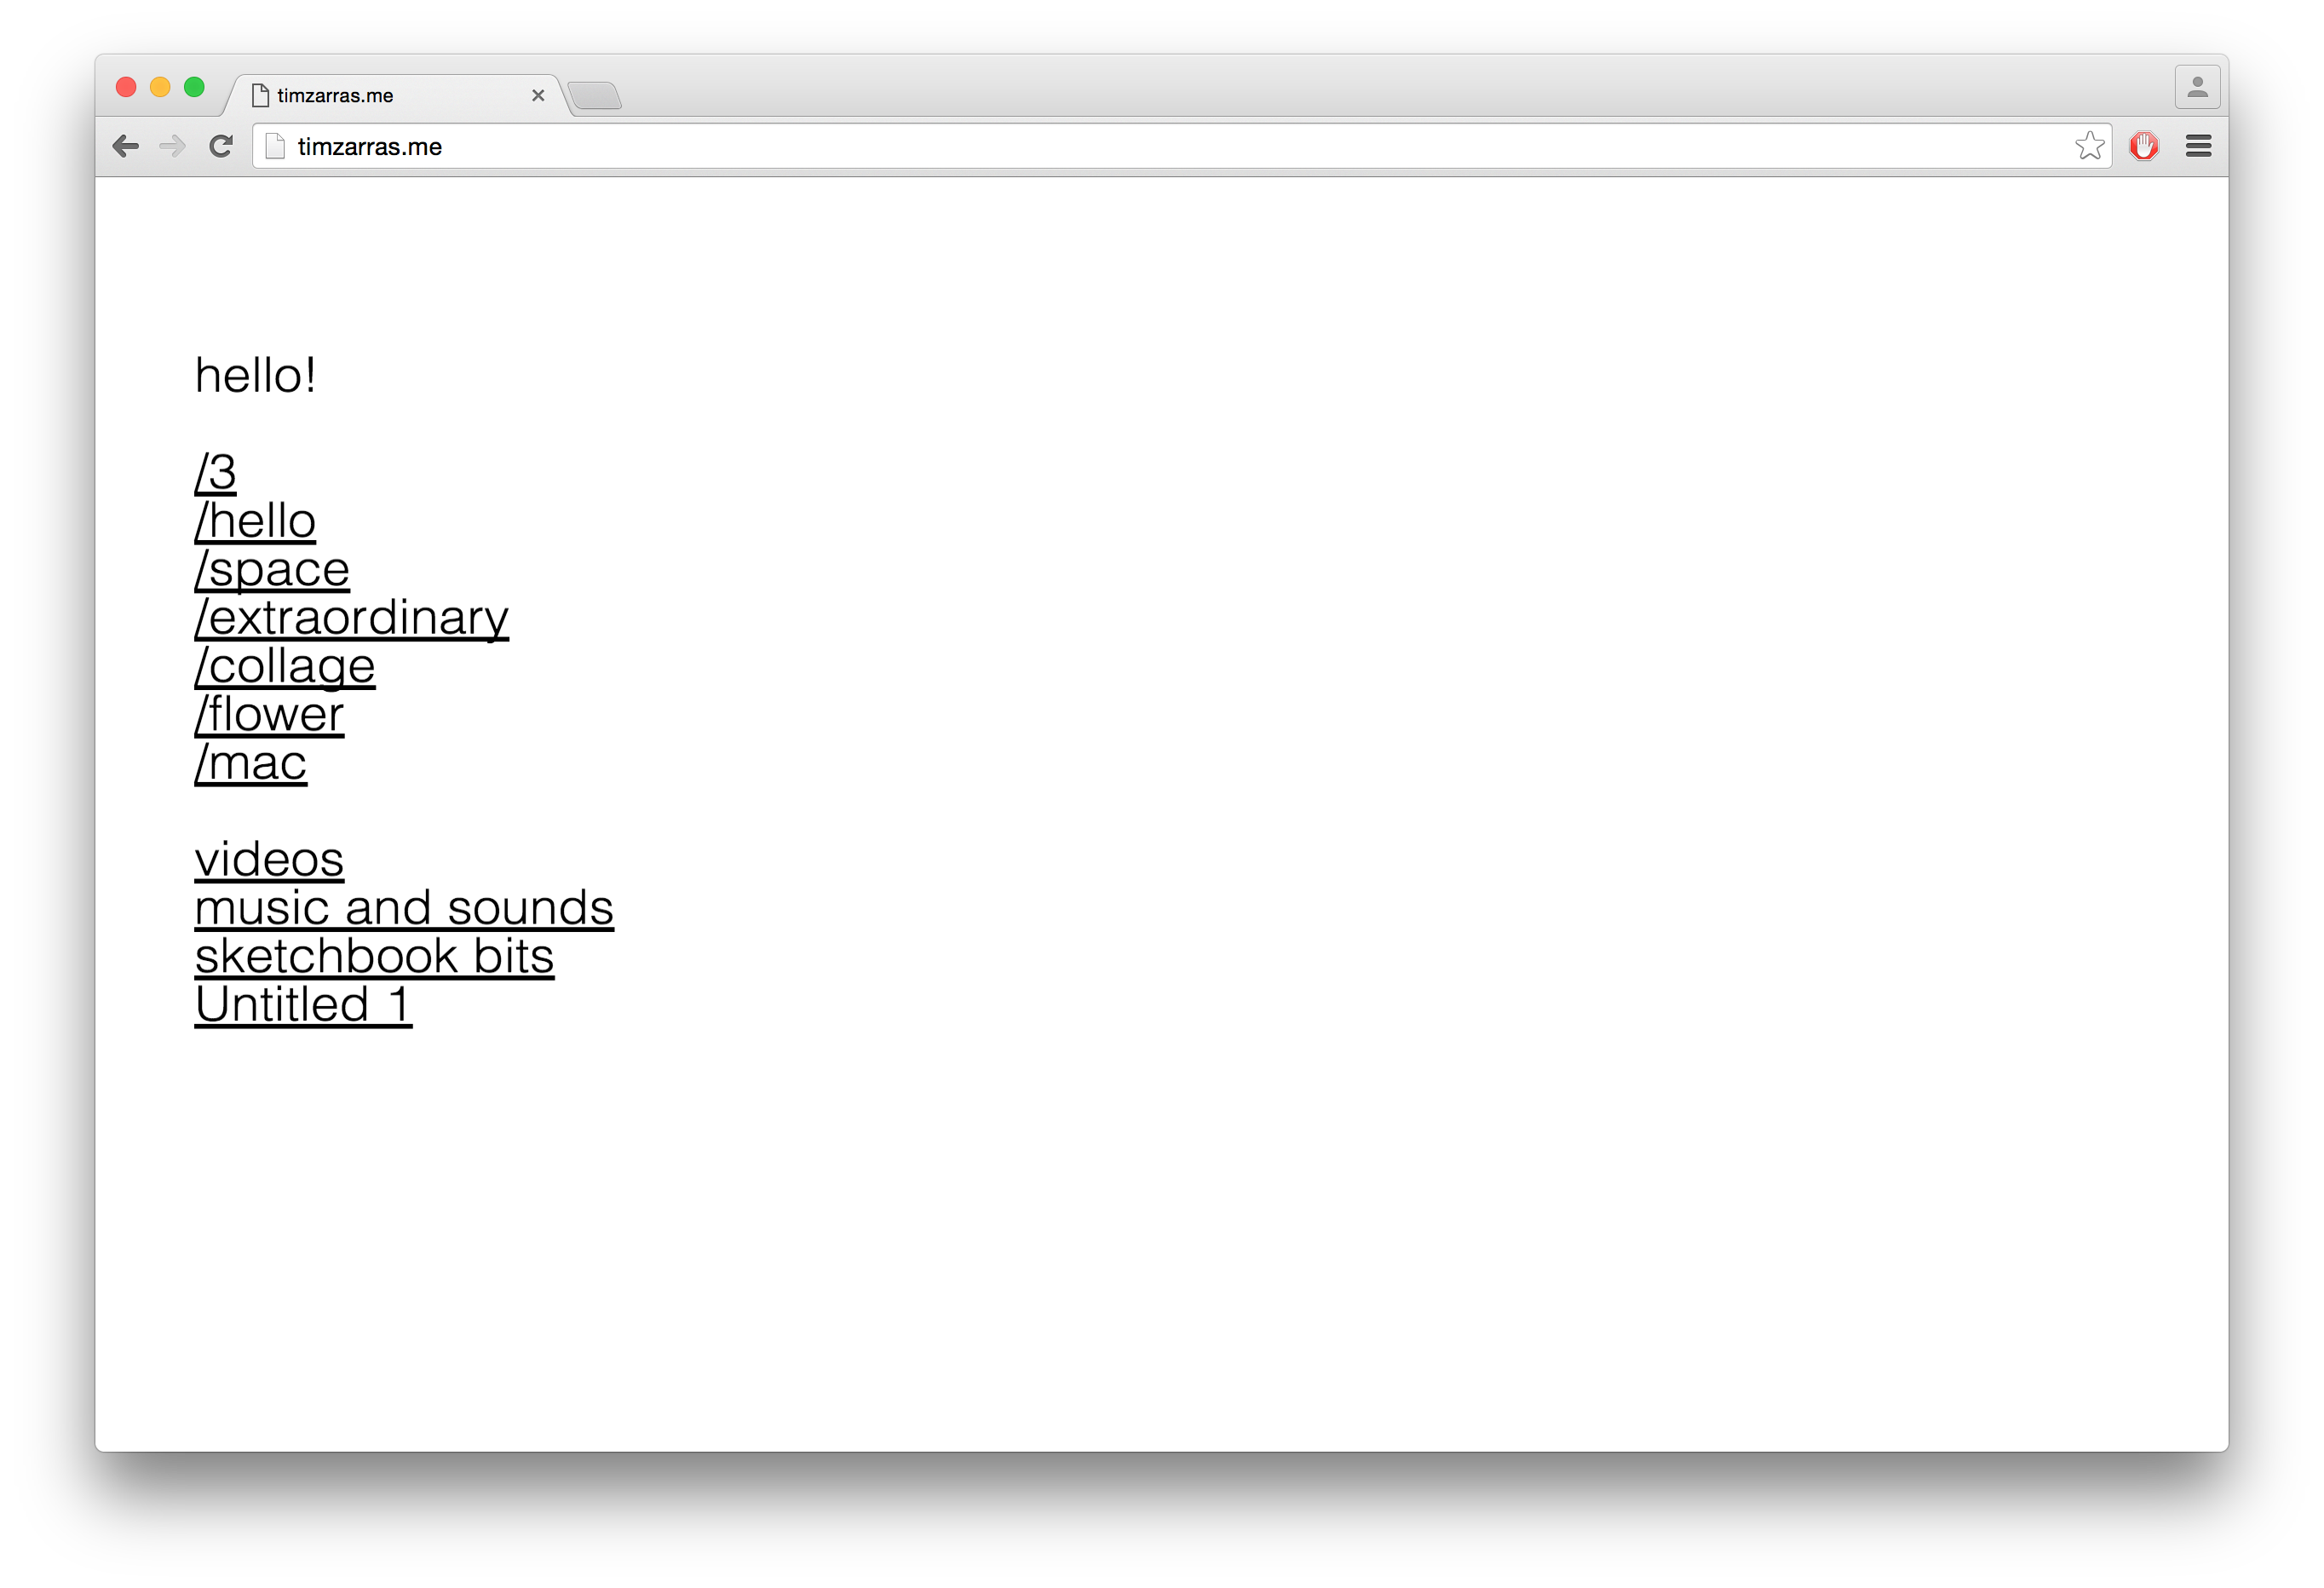 timzarras.me
timzarras.me
hello!
/3
/hello
/space
/extraordinary
/collage
/flower
/mac
videos
music and sounds
sketchbook bits
Untitled 1